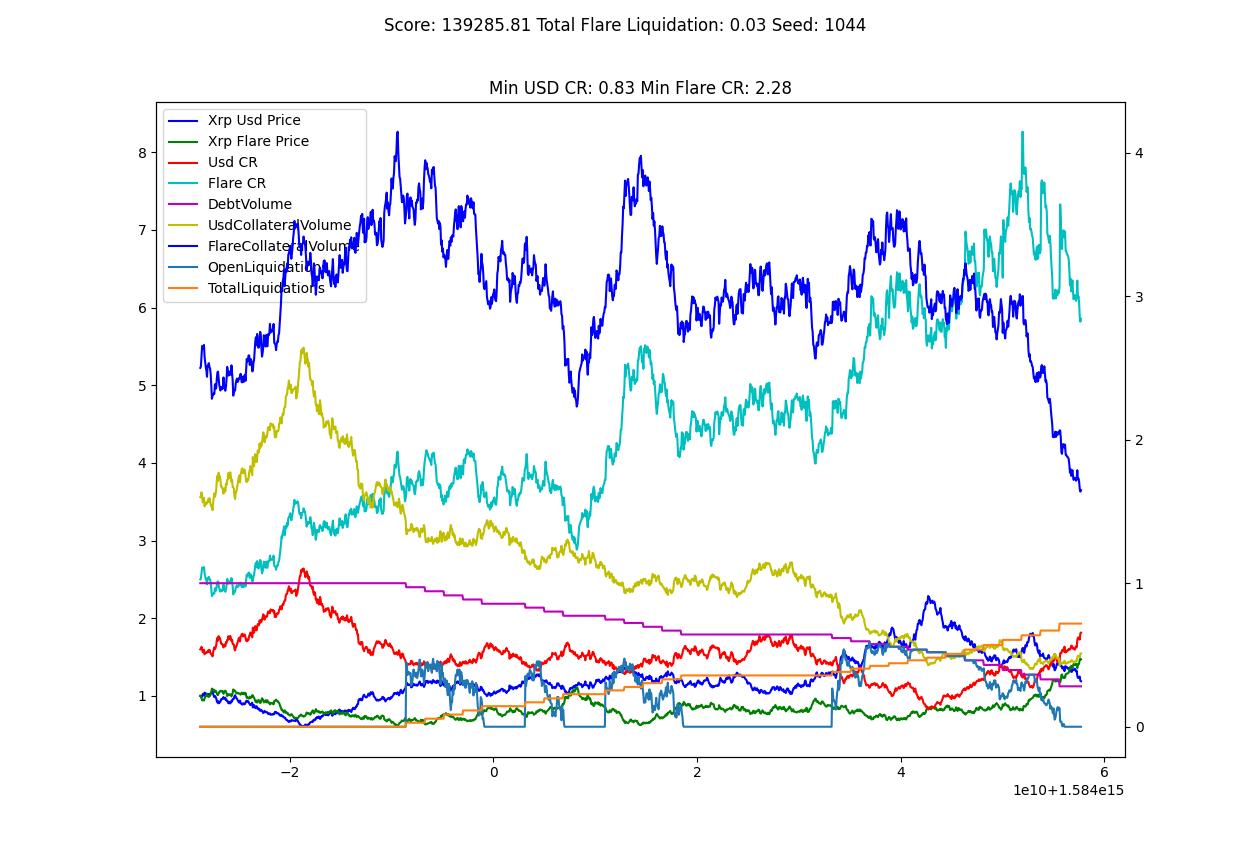 Score: 139285.81 Total Flare Liquidation: 0.03 Seed: 1044
Min USD CR: 0.83 Min Flare CR: 2.28
Xrp Usd Price
Xrp Flare Price
Usd CR
Flare CR
DebtVolume
UsdCollateralVolume
FlareCollateralVolume
OpenLiquidations
TotalLiquidations
8
7
6
5
4
3
2
1
4
3
2
1
0
−2
0
2
4
6
1e10+1.584e15